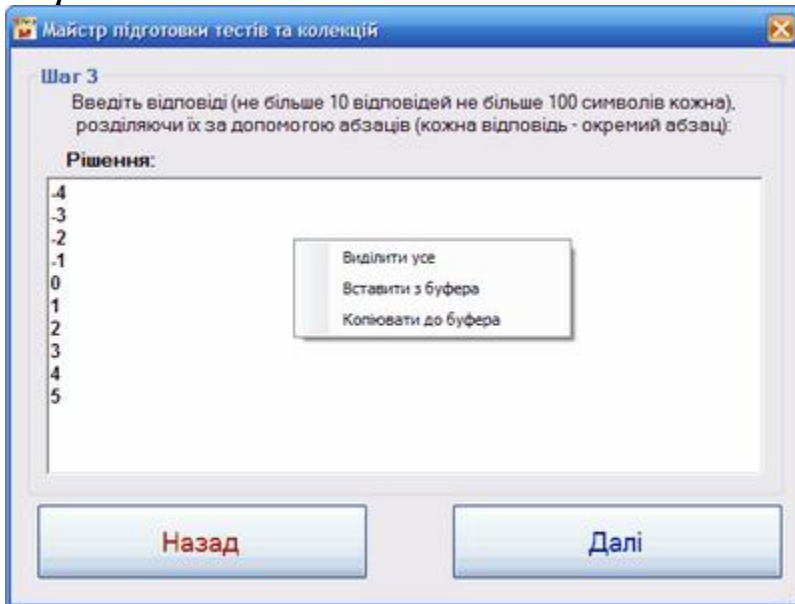 Майстр підготовки тестів та колекцій
Шаг 3
Введіть відповіді (не більше 10 відповідей не більше 100 символів кожна),
розділяючи їх за допомогою абзаців (кожна відповідь - окремий абзац):
Рішення:
-4
-3
-2
-1
0
1
2
3
4
5
Виділити усе
Вставити з буфера
Копіювати до буфера
Назад
Далі